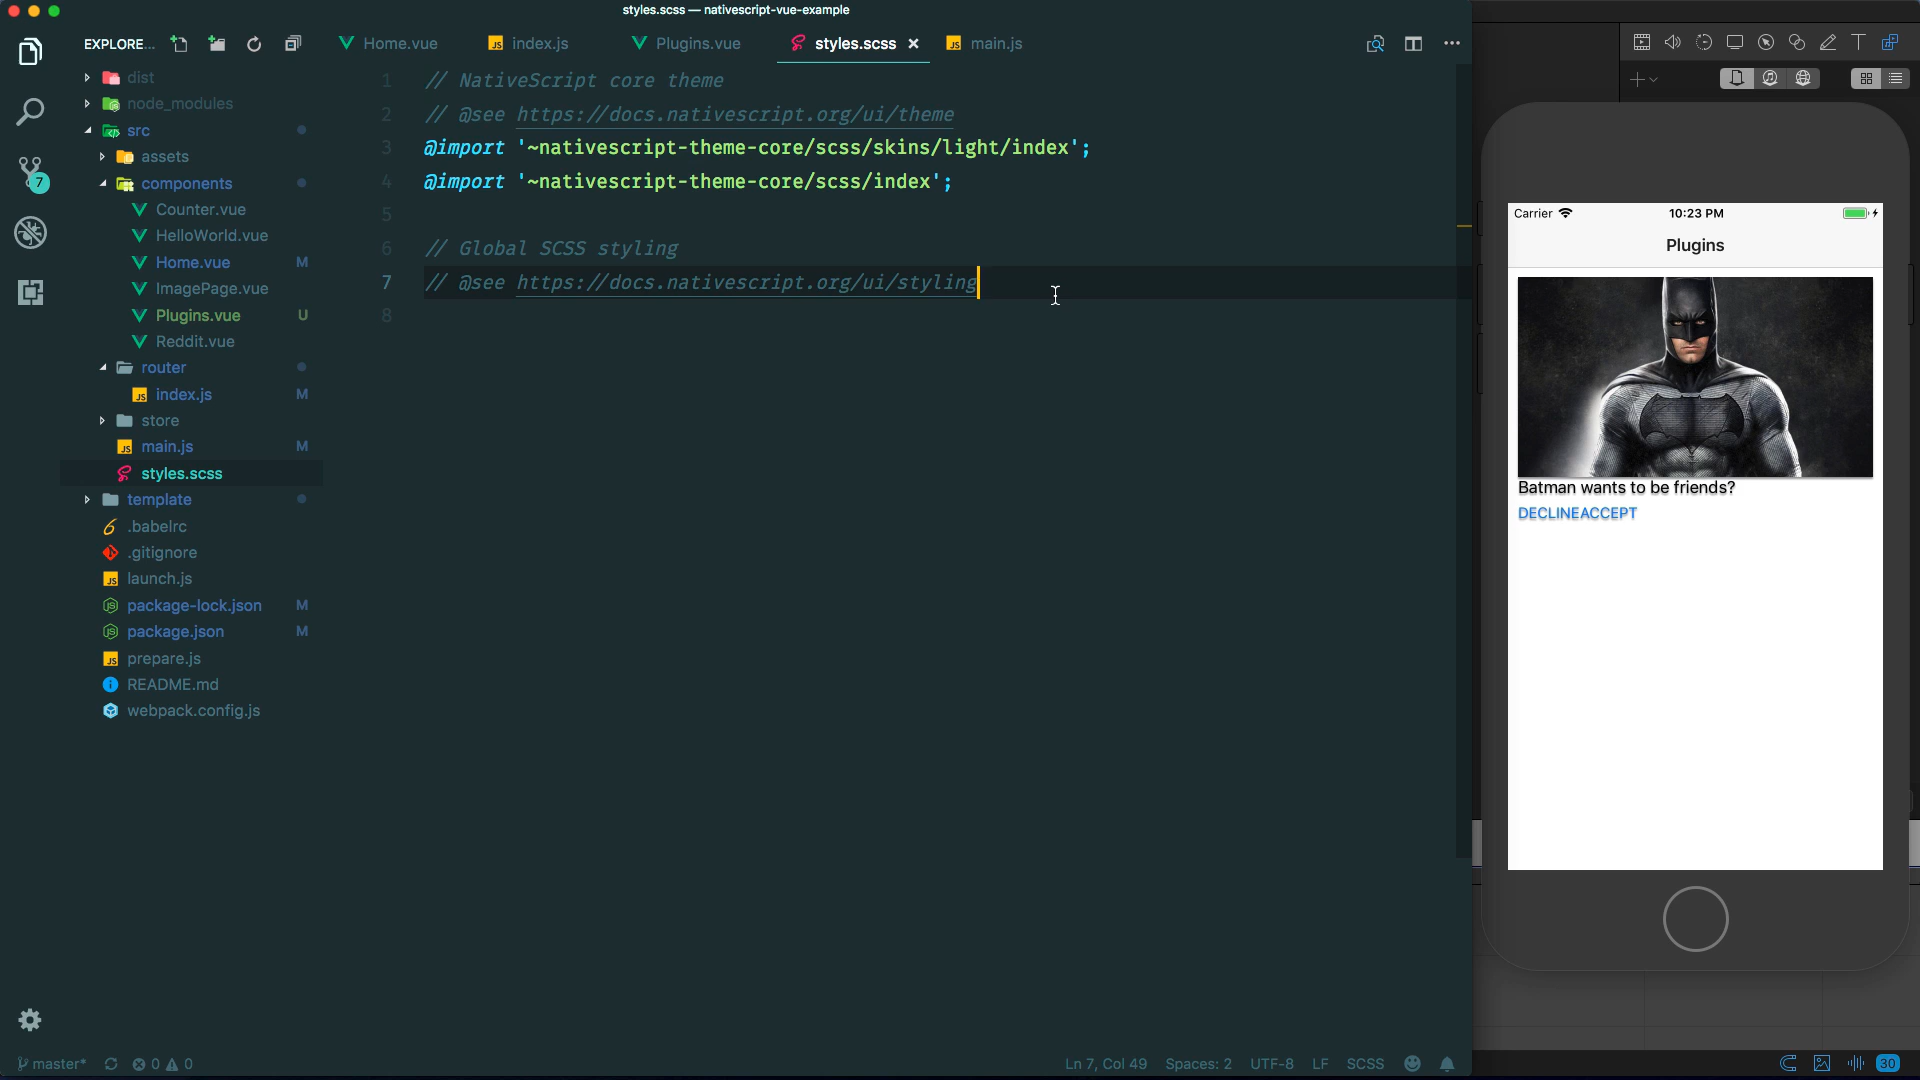 styles.scss — nativescript-vue-example
EXPLORE...
Home.vue
index.js
Plugins.vue
styles.scss
main.js
dist
node_modules
src
assets
components
Counter.vue
HelloWorld.vue
Home.vue M
ImagePage.vue
Plugins.vue U
Reddit.vue
router
index.js M
store
main.js M
styles.scss
template
.babelrc
.gitignore
launch.js
package-lock.json M
package.json M
prepare.js
README.md
webpack.config.js
7
1 // NativeScript core theme
2 // @see https://docs.nativescript.org/ui/theme
3 @import '~nativescript-theme-core/scss/skins/light/index';
4 @import '~nativescript-theme-core/scss/index';
5
6 // Global SCSS styling
7 // @see https://docs.nativescript.org/ui/styling
8
Carrier 10:23 PM
Plugins
Batman wants to be friends?
DECLINEACCEPT
master* 0 0
Ln 7, Col 49 Spaces: 2 UTF-8 LF SCSS
30